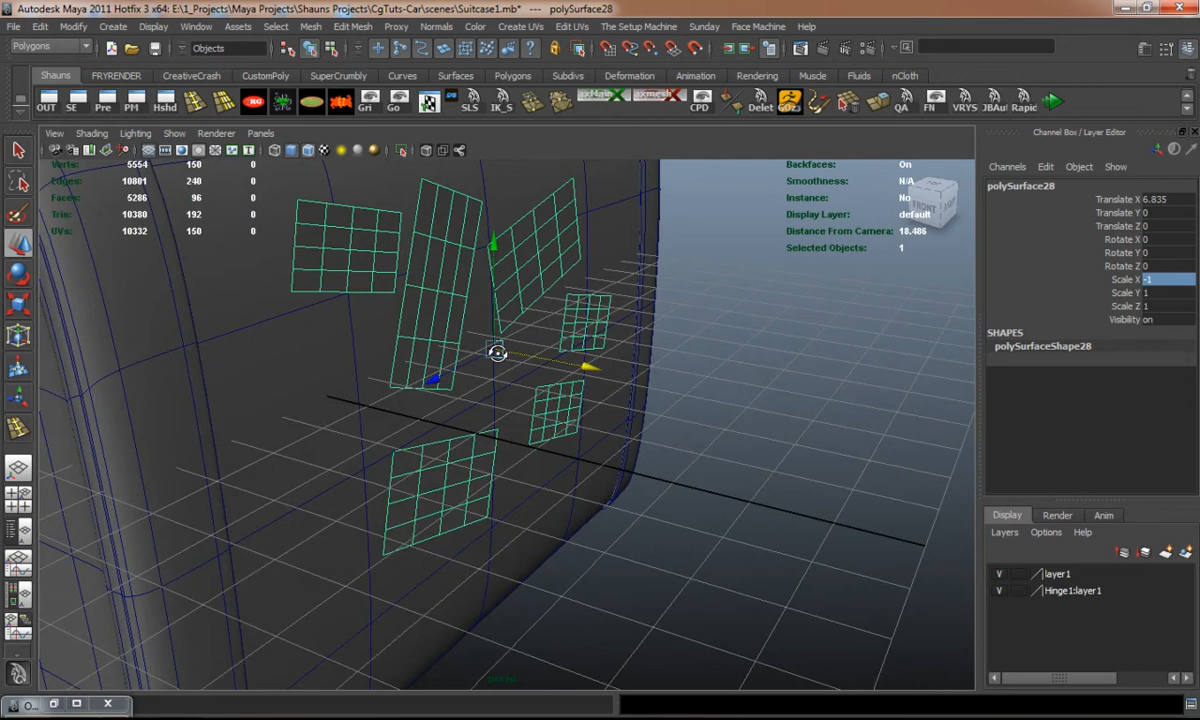 Autodesk Maya 2011 Hotfix 3 x64: E:\1_Projects\Maya Projects\Shauns Projects\CgTuts-Car\scenes\Suitcase1.mb* --- polySurface28
File Edit Modify Create Display Window Assets Select Mesh Edit Mesh Proxy Normals Color Create UVs Edit UVs The Setup Machine Sunday Face Machine Help
Polygons Objects
Shauns FRYRENDER CreativeCrash CustomPoly SuperCrumbly Curves Surfaces Polygons Subdivs Deformation Animation Rendering Muscle Fluids nCloth
OUT SE Pre PM Hshd Gri Go SLS IK_S CPD Delet GOz3 QA FN VRYS JBAu Rapid
View Shading Lighting Show Renderer Panels
Verts: 5554 150 0
Edges: 10801 240 0
Faces: 5286 96 0
Tris: 10380 192 0
UVs: 10332 150 0
Backfaces: On
Smoothness: N/A
Instance: No
Display Layer: default
Distance From Camera: 18.486
Selected Objects: 1
FRONT
persp
Channel Box / Layer Editor
Channels Edit Object Show
polySurface28
Translate X 6.835
Translate Y 0
Translate Z 0
Rotate X 0
Rotate Y 0
Rotate Z 0
Scale X -1
Scale Y 1
Scale Z 1
Visibility on
SHAPES
polySurfaceShape28
Display Render Anim
Layers Options Help
V layer1
V Hinge1:layer1
O...